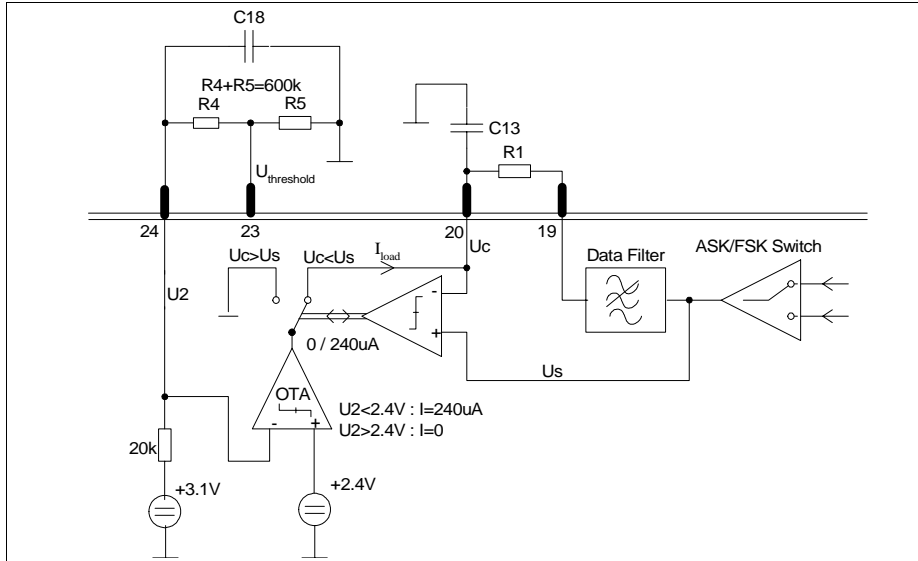 C18
R4+R5=600k
R4
R5
C13
R1
Uthreshold
24
23
20
19
Uc
Uc>Us
Uc<Us
Iload
Data Filter
ASK/FSK Switch
U2
-
+
0 / 240uA
Us
OTA
-
+
U2<2.4V : I=240uA
U2>2.4V : I=0
20k
+3.1V
+2.4V